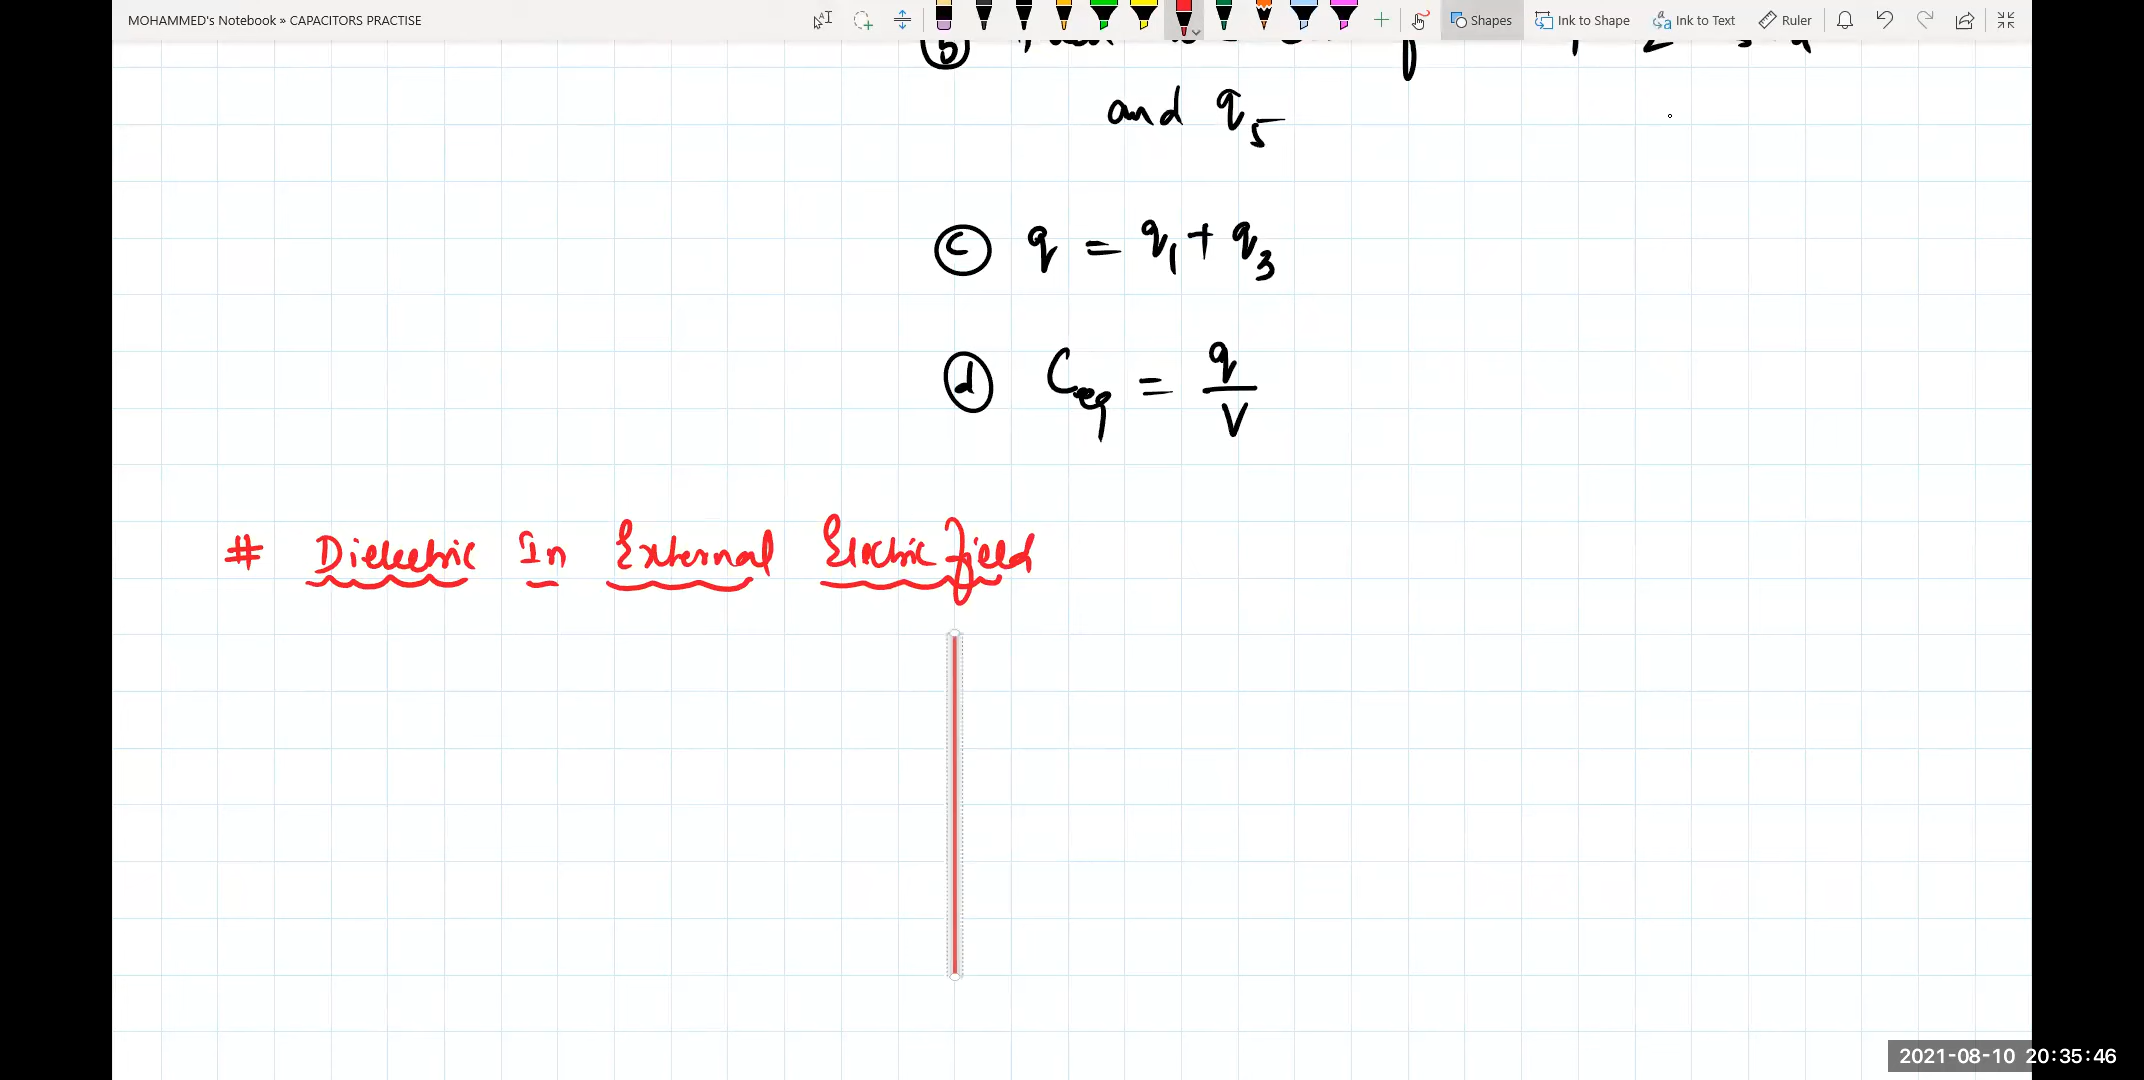 MOHAMMED's Notebook » CAPACITORS PRACTISE
Shapes Ink to Shape Ink to Text Ruler
b
and q₅
c q = q₁ + q₃
d Ceq = q/V
# Dielectric In External Electric field
2021-08-10 20:35:46